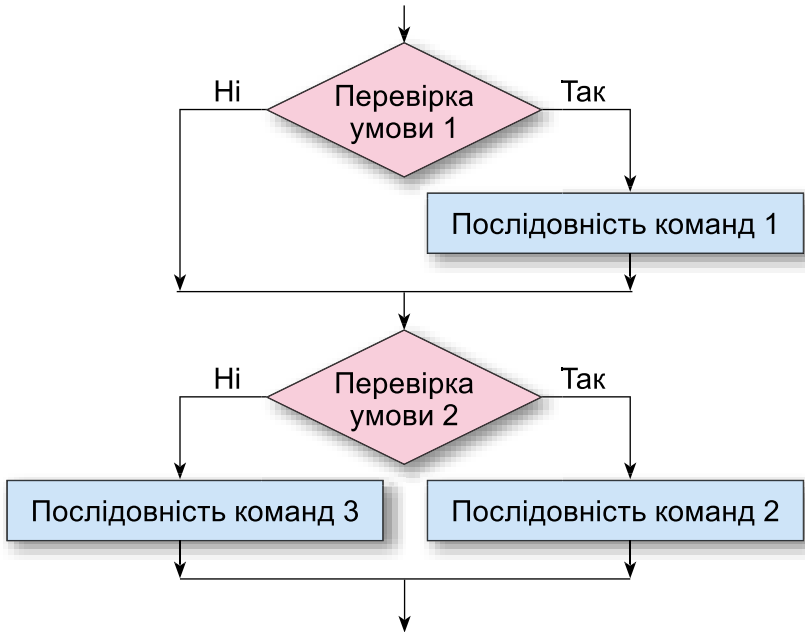 Ні
Перевірка
умови 1
Так
Послідовність команд 1
Ні
Перевірка
умови 2
Так
Послідовність команд 3
Послідовність команд 2